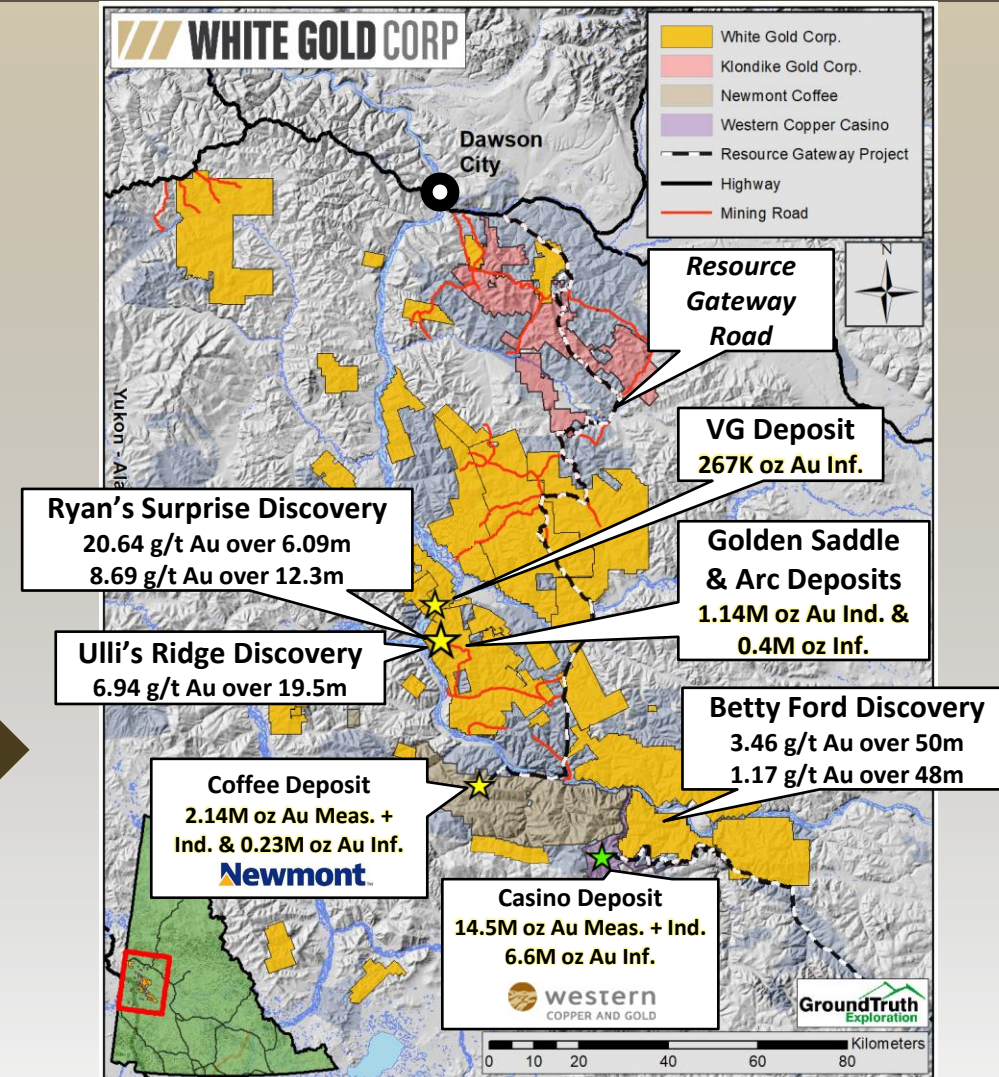 WHITE GOLD CORP
White Gold Corp.
Klondike Gold Corp.
Newmont Coffee
Western Copper Casino
Resource Gateway Project
Highway
Mining Road
N
Dawson
City
Resource
Gateway
Road
Yukon - Ala
VG Deposit
267K oz Au Inf.
Ryan's Surprise Discovery
20.64 g/t Au over 6.09m
8.69 g/t Au over 12.3m
Golden Saddle
& Arc Deposits
1.14M oz Au Ind. &
0.4M oz Inf.
Ulli's Ridge Discovery
6.94 g/t Au over 19.5m
Betty Ford Discovery
3.46 g/t Au over 50m
1.17 g/t Au over 48m
Coffee Deposit
2.14M oz Au Meas. +
Ind. & 0.23M oz Au Inf.
Newmont
Casino Deposit
14.5M oz Au Meas. + Ind.
6.6M oz Au Inf.
western
COPPER AND GOLD
GroundTruth
Exploration
Kilometers
0 10 20 40 60 80